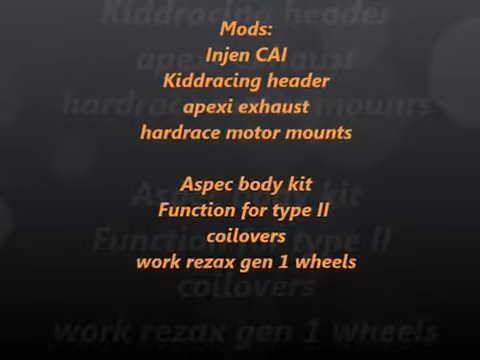 Mods:
Injen CAI
Kiddracing header
apexi exhaust
hardrace motor mounts
Aspec body kit
Function for type II
coilovers
work rezax gen 1 wheels